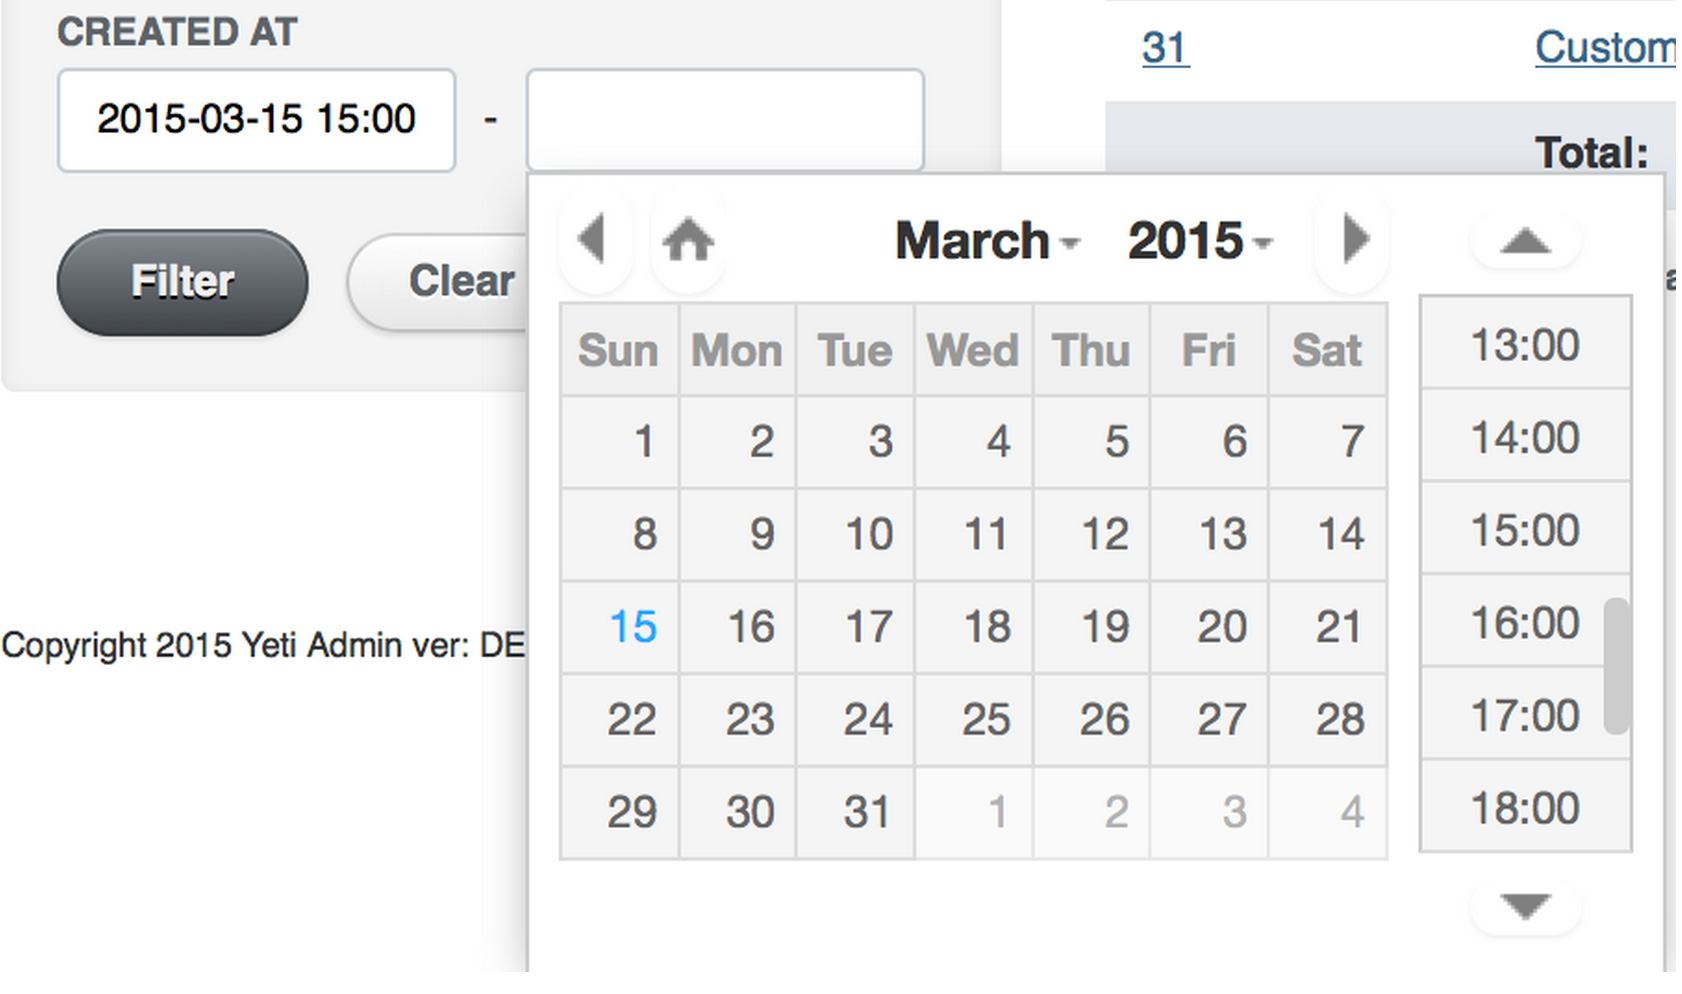 CREATED AT
2015-03-15 15:00 -
Filter Clear
31 Custom
Total:
March 2015
Sun Mon Tue Wed Thu Fri Sat
1 2 3 4 5 6 7
8 9 10 11 12 13 14
15 16 17 18 19 20 21
22 23 24 25 26 27 28
29 30 31 1 2 3 4
13:00
14:00
15:00
16:00
17:00
18:00
Copyright 2015 Yeti Admin ver: DE